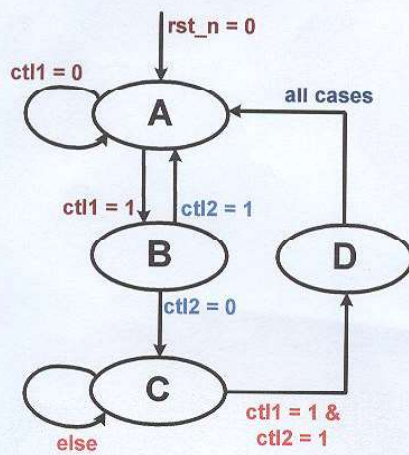 rst_n = 0
ctl1 = 0
A
all cases
ctl1 = 1
ctl2 = 1
B
D
ctl2 = 0
C
else
ctl1 = 1 &
ctl2 = 1